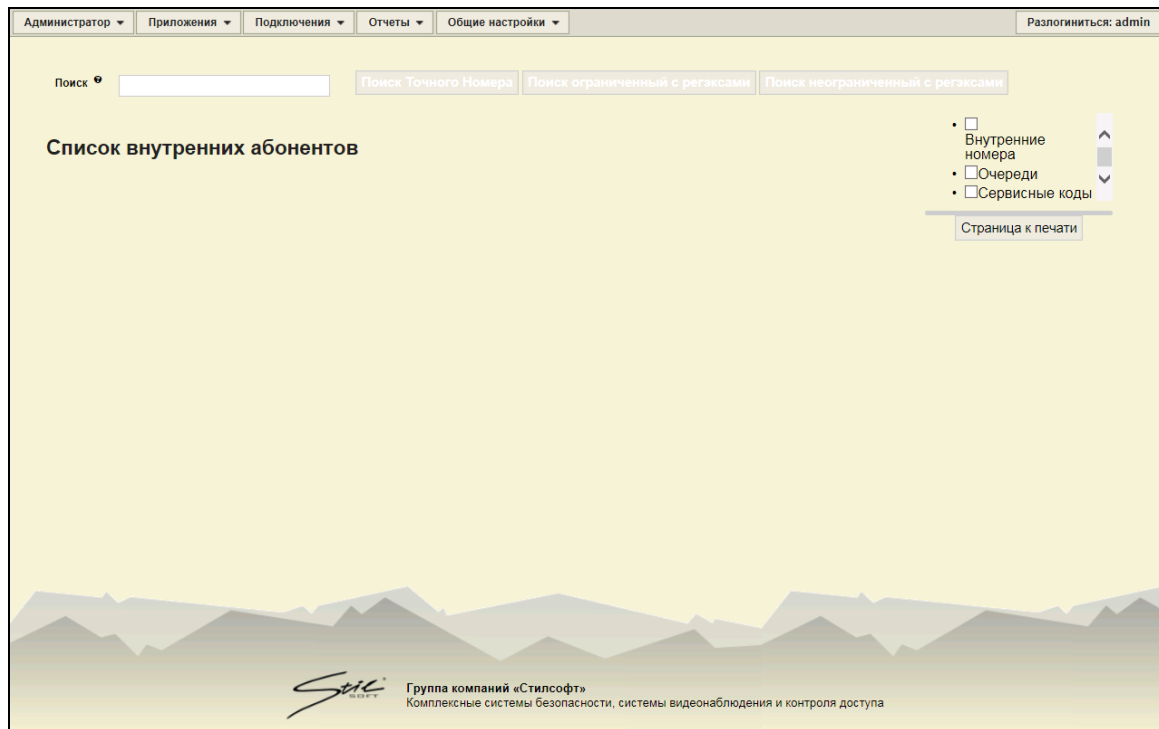 Администратор Приложения Подключения Отчеты Общие настройки Разлогиниться: admin
Поиск Поиск Точного Номера Поиск ограниченный с регэксами Поиск неограниченный с регэксами
Список внутренних абонентов
Внутренние
номера
Очереди
Сервисные коды
Страница к печати
Stil
SOFT
Группа компаний «Стилсофт»
Комплексные системы безопасности, системы видеонаблюдения и контроля доступа